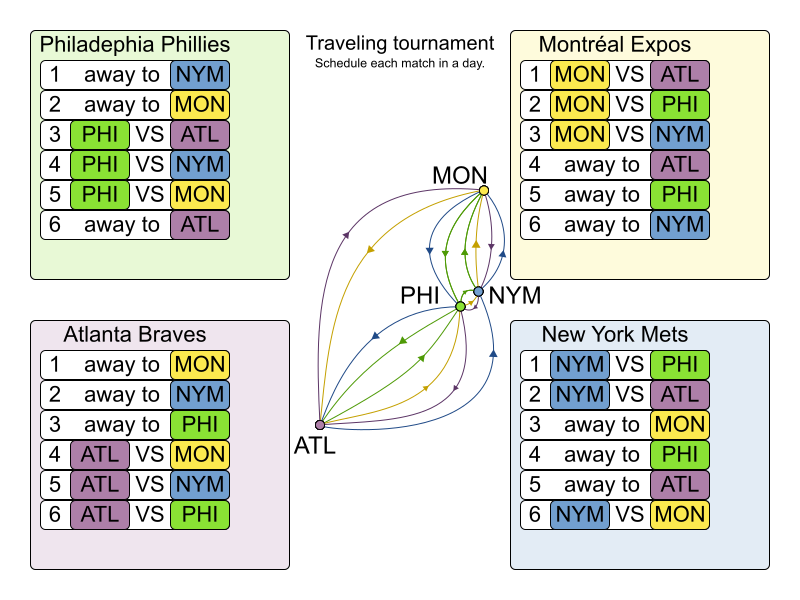 Philadephia Phillies
1 away to NYM
2 away to MON
3 PHI VS ATL
4 PHI VS NYM
5 PHI VS MON
6 away to ATL
Traveling tournament
Schedule each match in a day.
Montréal Expos
1 MON VS ATL
2 MON VS PHI
3 MON VS NYM
4 away to ATL
5 away to PHI
6 away to NYM
MON
PHI
NYM
ATL
Atlanta Braves
1 away to MON
2 away to NYM
3 away to PHI
4 ATL VS MON
5 ATL VS NYM
6 ATL VS PHI
New York Mets
1 NYM VS PHI
2 NYM VS ATL
3 away to MON
4 away to PHI
5 away to ATL
6 NYM VS MON